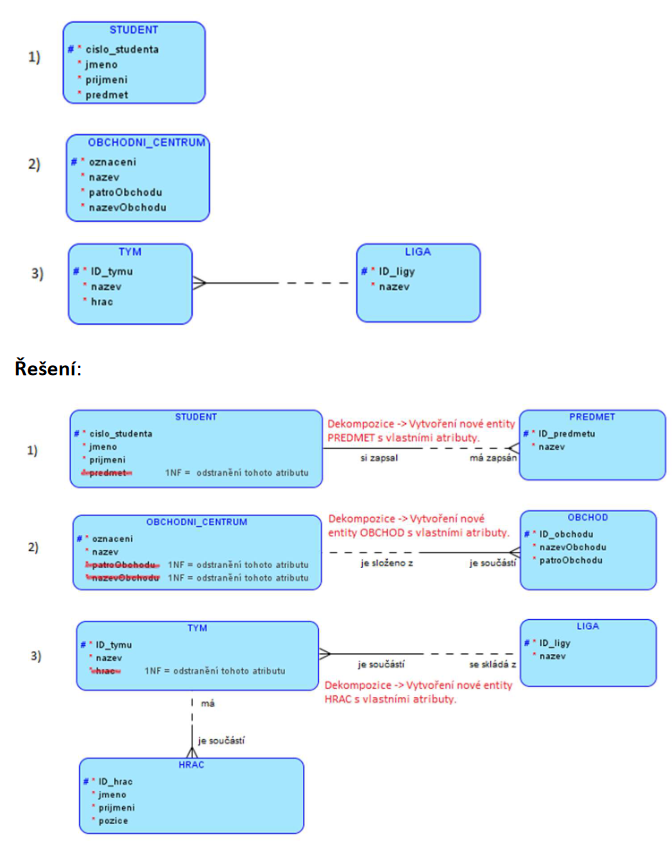 STUDENT
1)
# * cislo_studenta
* jmeno
* prijmeni
* predmet
OBCHODNI_CENTRUM
2)
# * oznaceni
* nazev
* patroObchodu
* nazevObchodu
TYM
3)
# * ID_tymu
* nazev
* hrac
LIGA
# * ID_ligy
* nazev
Řešení:
1)
STUDENT
# * cislo_studenta
* jmeno
* prijmeni
* predmet 1NF = odstranění tohoto atributu
Dekompozice -> Vytvoření nové entity
PREDMET s vlastními atributy.
si zapsal
má zapsán
PREDMET
# * ID_predmetu
* nazev
2)
OBCHODNI_CENTRUM
# * oznaceni
* nazev
* patroObchodu 1NF = odstranění tohoto atributu
* nazevObchodu 1NF = odstranění tohoto atributu
Dekompozice -> Vytvoření nové
entity OBCHOD s vlastními atributy.
je složeno z
je součástí
OBCHOD
# * ID_obchodu
* nazevObchodu
* patroObchodu
3)
TYM
# * ID_tymu
* nazev
* hrac 1NF = odstranění tohoto atributu
je součástí
se skládá z
LIGA
# * ID_ligy
* nazev
Dekompozice -> Vytvoření nové entity
HRAC s vlastními atributy.
má
je součástí
HRAC
# * ID_hrac
* jmeno
* prijmeni
* pozice